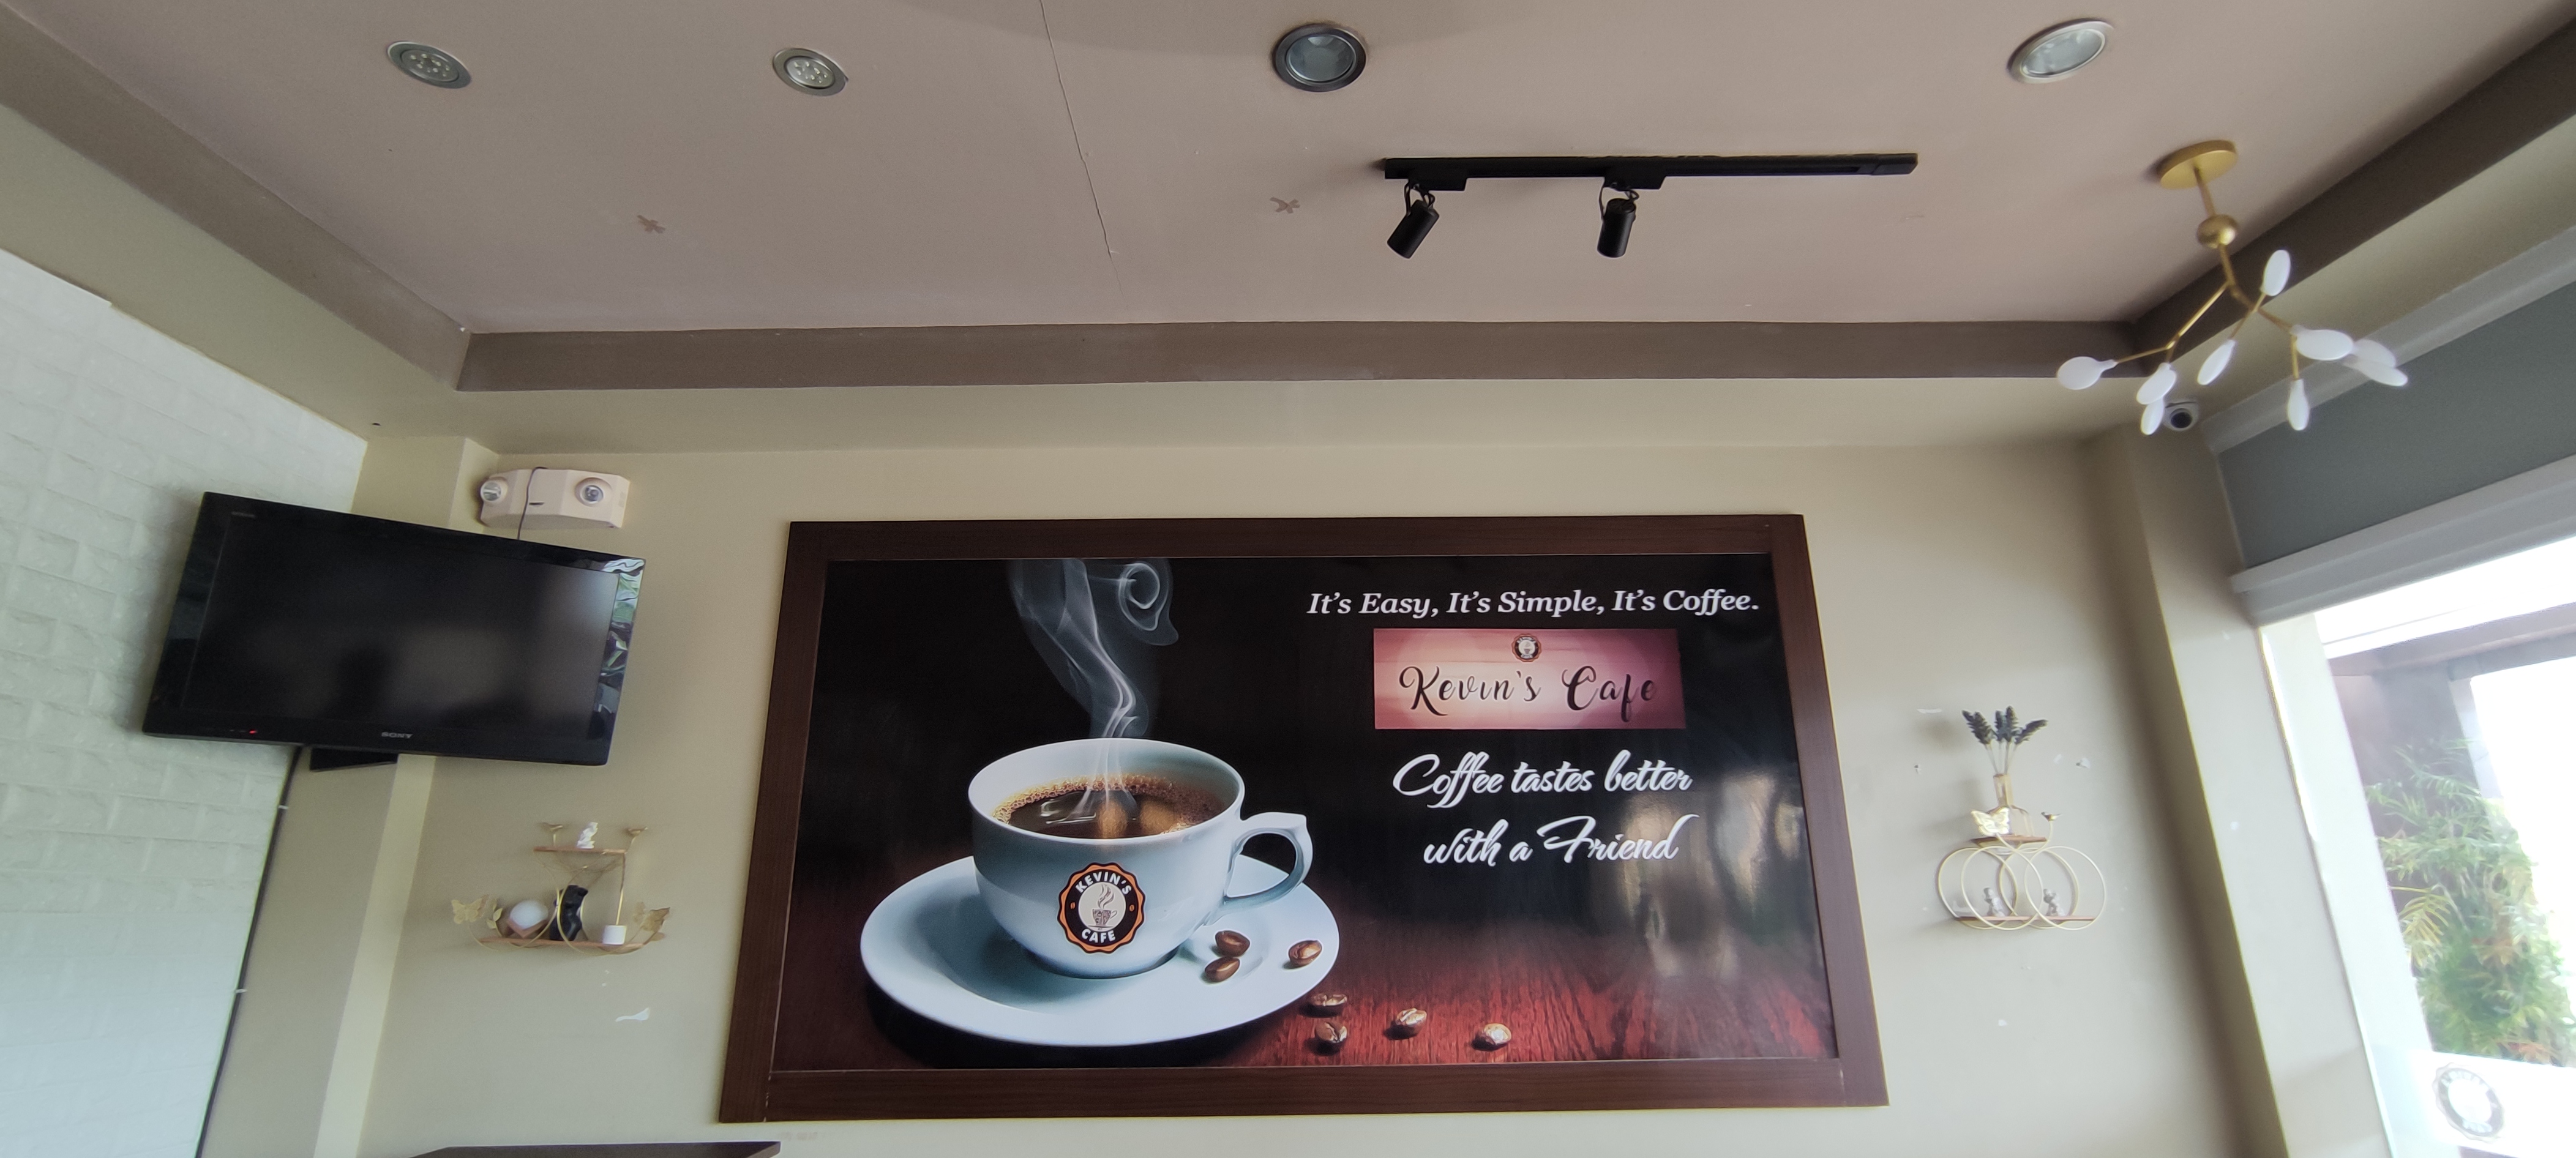 It's Easy, It's Simple, It's Coffee.
Kevin's Cafe
Coffee tastes better
with a Friend
KEVIN'S
CAFE
SONY